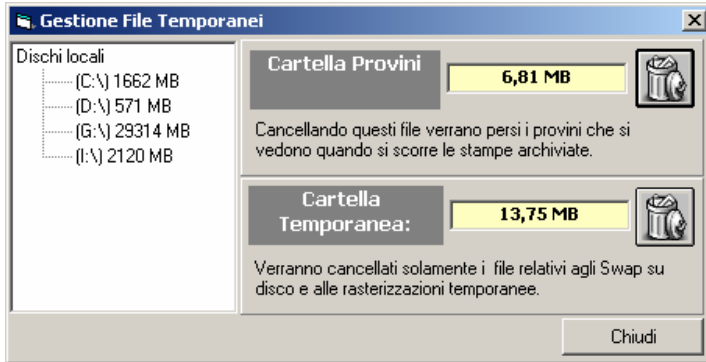 Gestione File Temporanei
Dischi locali
(C:\) 1662 MB
(D:\) 571 MB
(G:\) 29314 MB
(I:\) 2120 MB
Cartella Provini
6,81 MB
Cancellando questi file verrano persi i provini che si
vedono quando si scorre le stampe archiviate.
Cartella
Temporanea:
13,75 MB
Verranno cancellati solamente i file relativi agli Swap su
disco e alle rasterizzazioni temporanee.
Chiudi